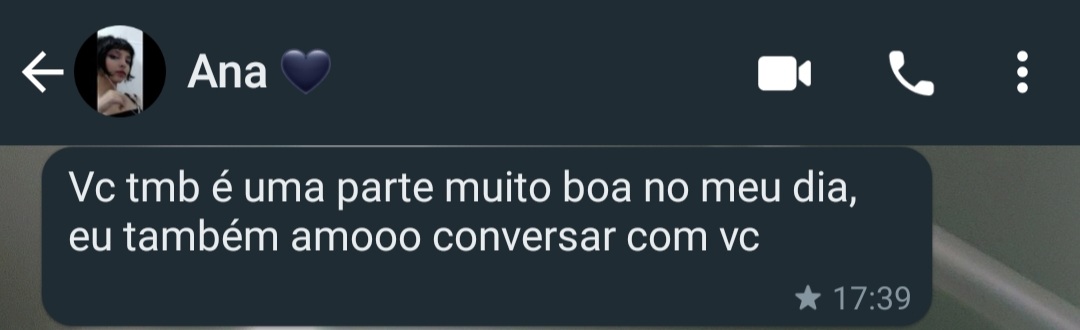 Ana 🖤
Vc tmb é uma parte muito boa no meu dia,
eu também amooo conversar com vc
★ 17:39